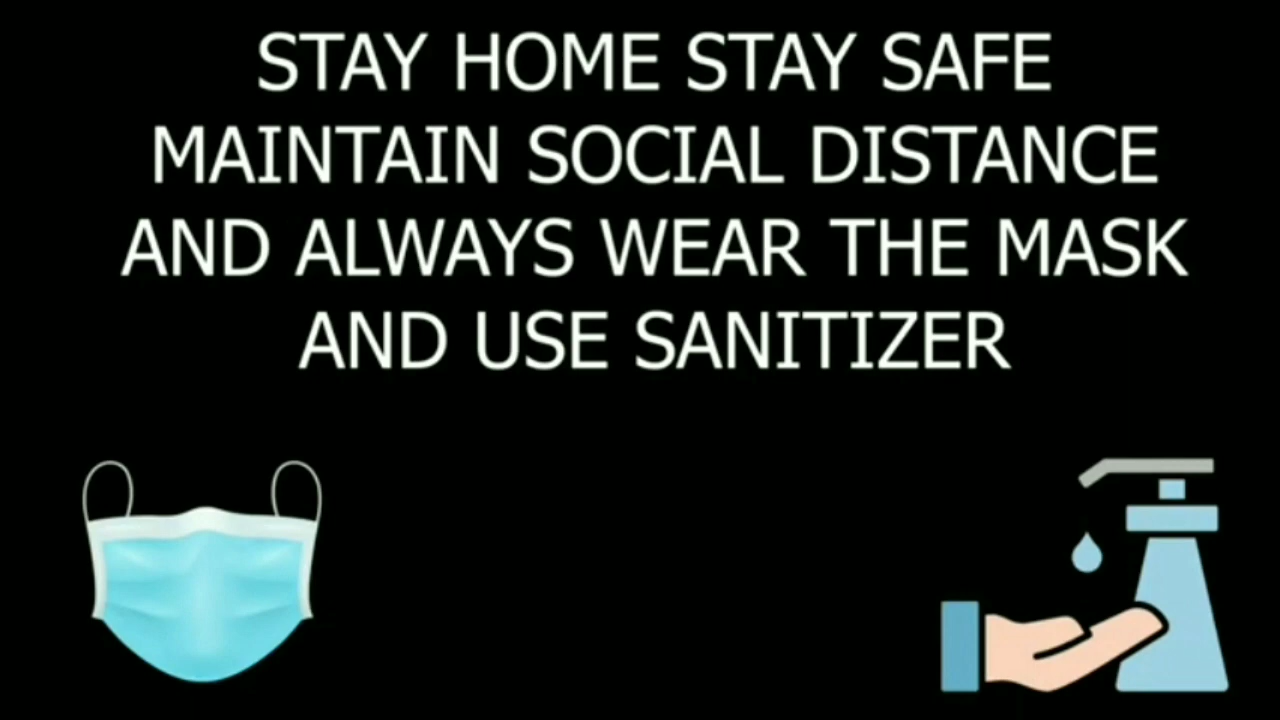 STAY HOME STAY SAFE
MAINTAIN SOCIAL DISTANCE
AND ALWAYS WEAR THE MASK
AND USE SANITIZER